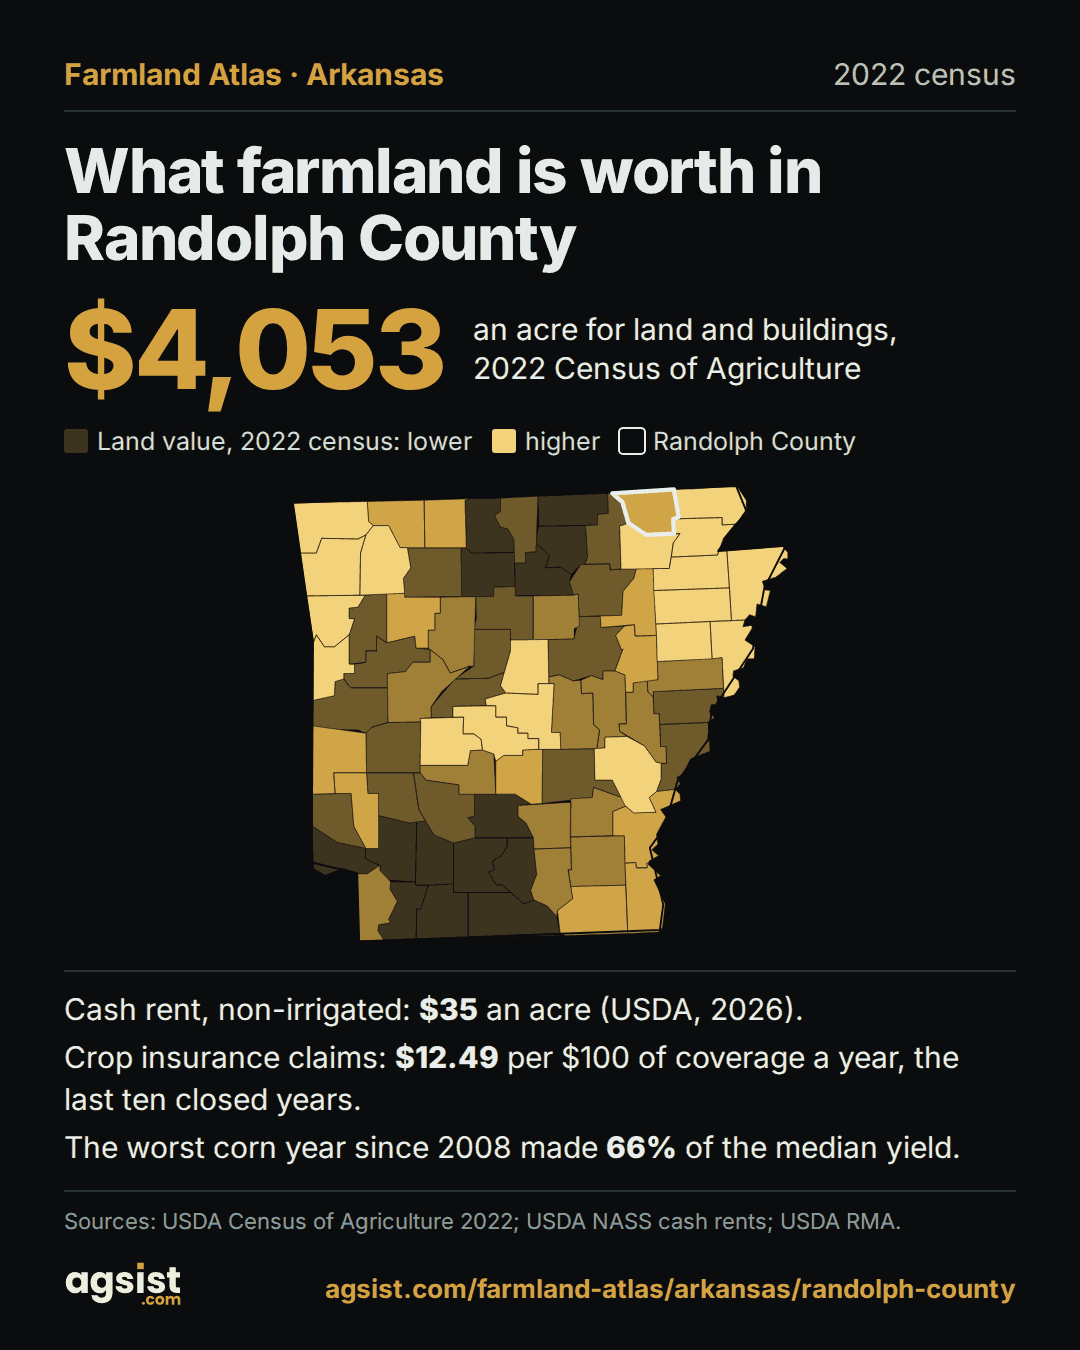 Farmland Atlas · Arkansas
2022 census
What farmland is worth in
Randolph County
$4,053
an acre for land and buildings,
2022 Census of Agriculture
Land value, 2022 census: lower
higher
Randolph County
Cash rent, non-irrigated: $35 an acre (USDA, 2026).
Crop insurance claims: $12.49 per $100 of coverage a year, the
last ten closed years.
The worst corn year since 2008 made 66% of the median yield.
Sources: USDA Census of Agriculture 2022; USDA NASS cash rents; USDA RMA.
agsist
.com
agsist.com/farmland-atlas/arkansas/randolph-county